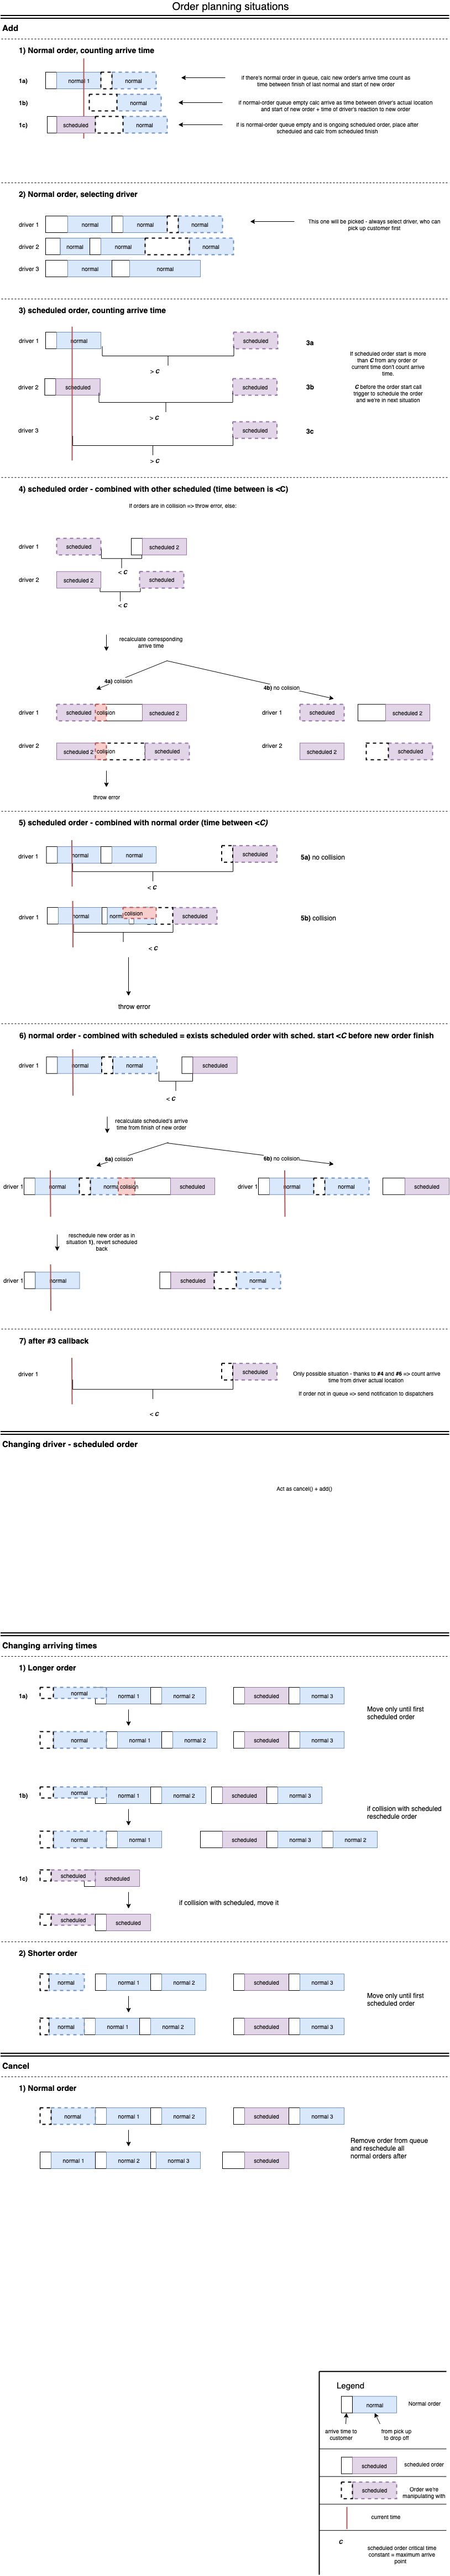 Order planning situations
Add
1) Normal order, counting arrive time
1a)
normal 1
normal
if there's normal order in queue, calc new order's arrive time count as
time between finish of last normal and start of new order
1b)
normal
if normal-order queue empty calc arrive as time between driver's actual location
and start of new order + time of driver's reaction to new order
1c)
scheduled
normal
if is normal-order queue empty and is ongoing scheduled order, place after
scheduled and calc from scheduled finish
2) Normal order, selecting driver
driver 1
normal
normal
normal
This one will be picked - always select driver, who can
pick up customer first
driver 2
normal
normal
normal
driver 3
normal
normal
3) scheduled order, counting arrive time
driver 1
normal
scheduled
3a
> C
If scheduled order start is more
than C from any order or
current time don't count arrive
time.
C before the order start call
trigger to schedule the order
and we're in next situation
driver 2
scheduled
scheduled
3b
> C
driver 3
scheduled
3c
> C
4) scheduled order - combined with other scheduled (time between is <C)
If orders are in collision => throw error, else:
driver 1
scheduled
scheduled 2
< C
driver 2
scheduled 2
scheduled
< C
recalculate corresponding
arrive time
4a) colision
4b) no colision
driver 1
scheduled
colision
scheduled 2
driver 1
scheduled
scheduled 2
driver 2
scheduled 2
colision
scheduled
driver 2
scheduled 2
scheduled
throw error
5) scheduled order - combined with normal order (time between <C)
driver 1
normal
normal
scheduled
5a) no collision
< C
driver 1
normal
collision
scheduled
5b) collision
< C
throw error
6) normal order - combined with scheduled = exists scheduled order with sched. start <C before new order finish
driver 1
normal
normal
scheduled
< C
recalculate scheduled's arrive
time from finish of new order
6a) colision
6b) no colision
driver 1
normal
colision
scheduled
driver 1
normal
normal
scheduled
reschedule new order as in
situation 1), revert scheduled
back
driver 1
normal
scheduled
normal
7) after #3 callback
driver 1
scheduled
Only possible situation - thanks to #4 and #6 => count arrive
time from driver actual location
If order not in queue => send notification to dispatchers
< C
Changing driver - scheduled order
Act as cancel() + add()
Changing arriving times
1) Longer order
1a)
normal
normal 1
normal 2
scheduled
normal 3
Move only until first
scheduled order
normal
normal 1
normal 2
scheduled
normal 3
1b)
normal
normal 1
normal 2
scheduled
normal 3
if collision with scheduled
reschedule order
normal
normal 1
scheduled
normal 3
normal 2
1c)
scheduled
scheduled
if collision with scheduled, move it
scheduled
scheduled
2) Shorter order
normal
normal 1
normal 2
scheduled
normal 3
Move only until first
scheduled order
normal
normal 1
normal 2
scheduled
normal 3
Cancel
1) Normal order
normal
normal 1
normal 2
scheduled
normal 3
Remove order from queue
and reschedule all
normal orders after
normal 1
normal 2
normal 3
scheduled
Legend
normal
Normal order
arrive time to
customer
from pick up
to drop off
scheduled
scheduled order
scheduled
Order we're
manipulating with
current time
C
scheduled order critical time
constant = maximum arrive
point